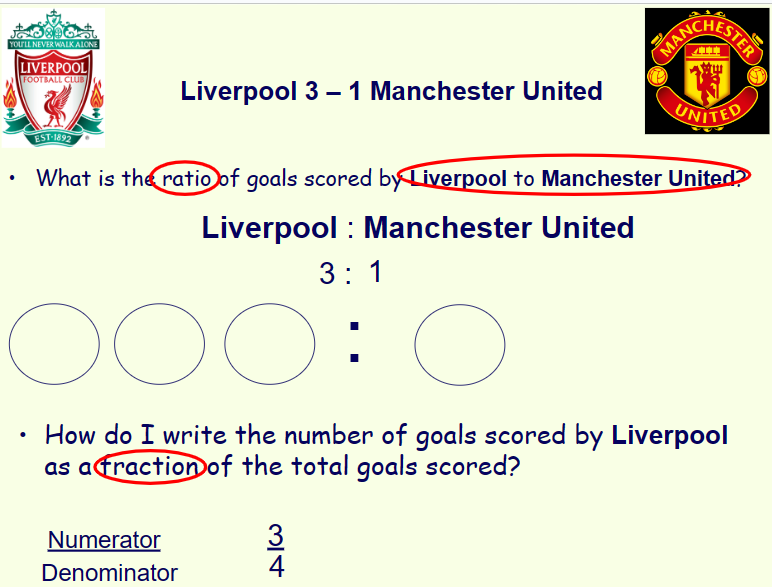 YOU'LL NEVER WALK ALONE
LIVERPOOL
FOOTBALL CLUB
EST·1892
®
MANCHESTER
UNITED
Liverpool 3 – 1 Manchester United
• What is the ratio of goals scored by Liverpool to Manchester United?
Liverpool : Manchester United
3 : 1
:
• How do I write the number of goals scored by Liverpool
as a fraction of the total goals scored?
Numerator 3
Denominator 4